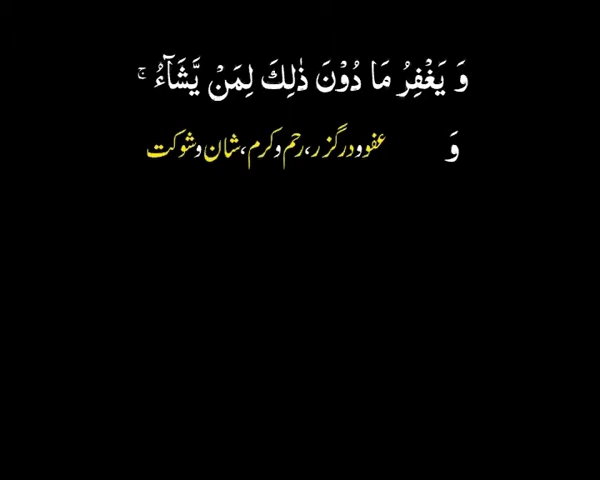 وَ يَغْفِرُ مَا دُوْنَ ذٰلِكَ لِمَنْ يَّشَآءُ ۚ
وَ عفو و درگزر، رحم و کرم، شان و شوکت